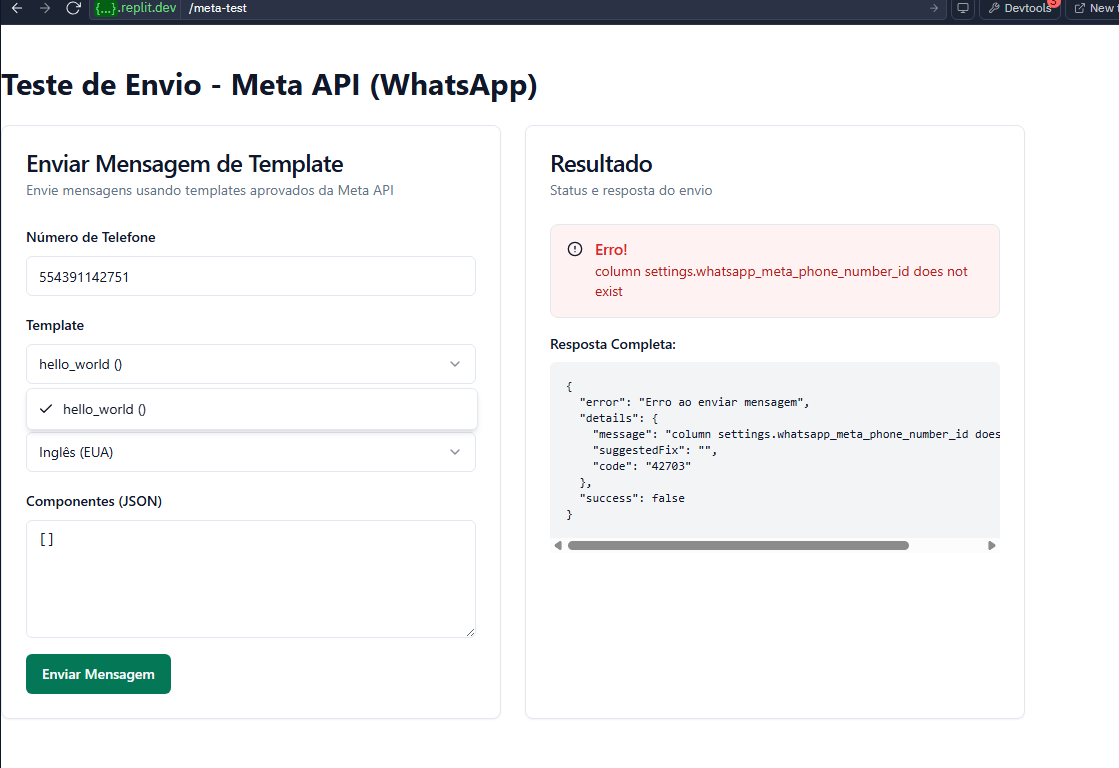 {...}.replit.dev /meta-test Devtools 3 New
Teste de Envio - Meta API (WhatsApp)
Enviar Mensagem de Template
Envie mensagens usando templates aprovados da Meta API
Número de Telefone
554391142751
Template
hello_world ()
hello_world ()
Inglês (EUA)
Componentes (JSON)
[]
Enviar Mensagem
Resultado
Status e resposta do envio
Erro!
column settings.whatsapp_meta_phone_number_id does not
exist
Resposta Completa:
{
"error": "Erro ao enviar mensagem",
"details": {
"message": "column settings.whatsapp_meta_phone_number_id does
"suggestedFix": "",
"code": "42703"
},
"success": false
}